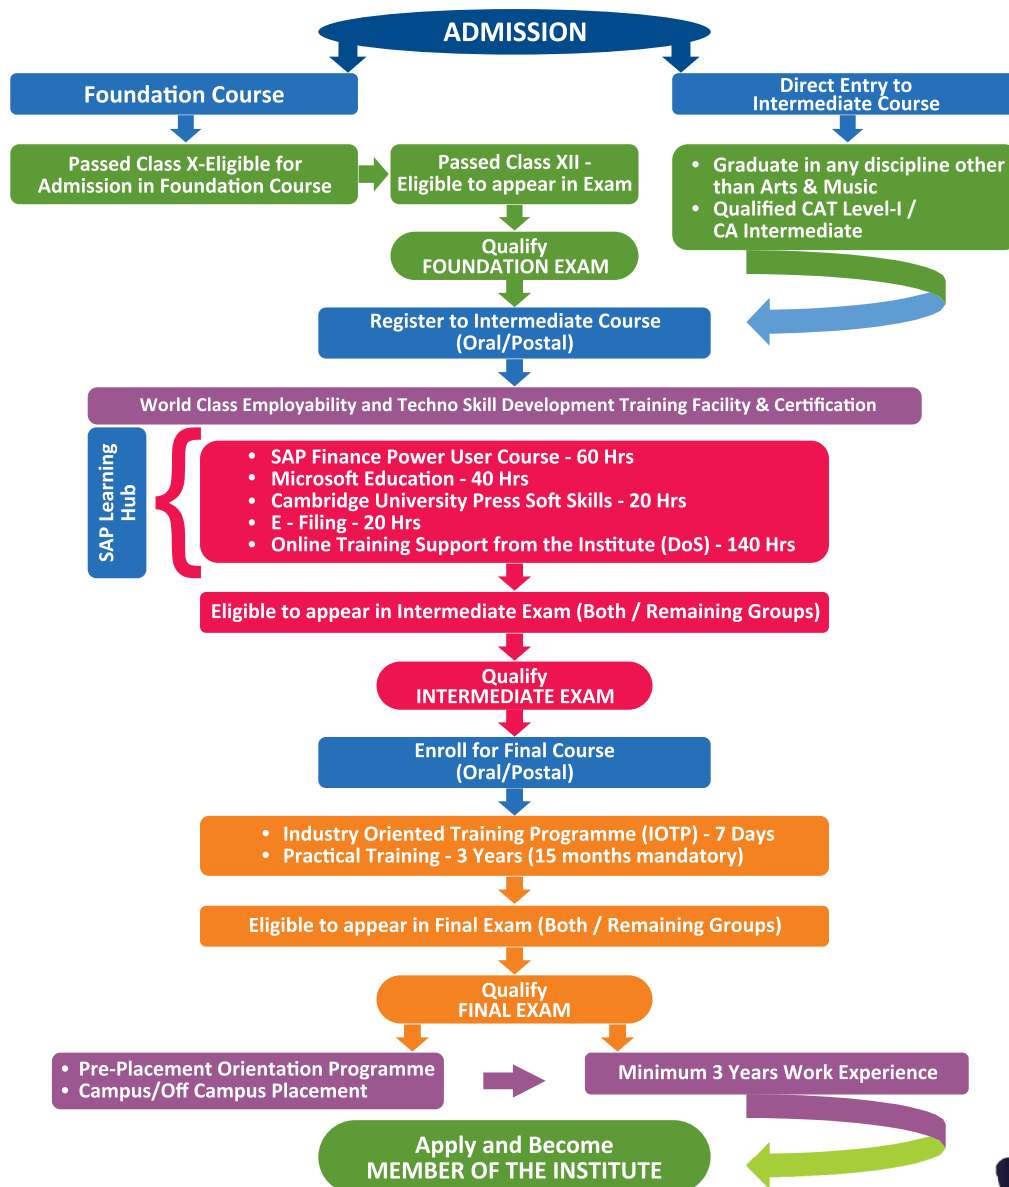 ADMISSION
Foundation Course
Direct Entry to
Intermediate Course
Passed Class X-Eligible for
Admission in Foundation Course
Passed Class XII -
Eligible to appear in Exam
• Graduate in any discipline other
than Arts & Music
• Qualified CAT Level-I /
CA Intermediate
Qualify
FOUNDATION EXAM
Register to Intermediate Course
(Oral/Postal)
World Class Employability and Techno Skill Development Training Facility & Certification
SAP Learning
Hub
• SAP Finance Power User Course - 60 Hrs
• Microsoft Education - 40 Hrs
• Cambridge University Press Soft Skills - 20 Hrs
• E - Filing - 20 Hrs
• Online Training Support from the Institute (DoS) - 140 Hrs
Eligible to appear in Intermediate Exam (Both / Remaining Groups)
Qualify
INTERMEDIATE EXAM
Enroll for Final Course
(Oral/Postal)
• Industry Oriented Training Programme (IOTP) - 7 Days
• Practical Training - 3 Years (15 months mandatory)
Eligible to appear in Final Exam (Both / Remaining Groups)
Qualify
FINAL EXAM
• Pre-Placement Orientation Programme
• Campus/Off Campus Placement
Minimum 3 Years Work Experience
Apply and Become
MEMBER OF THE INSTITUTE